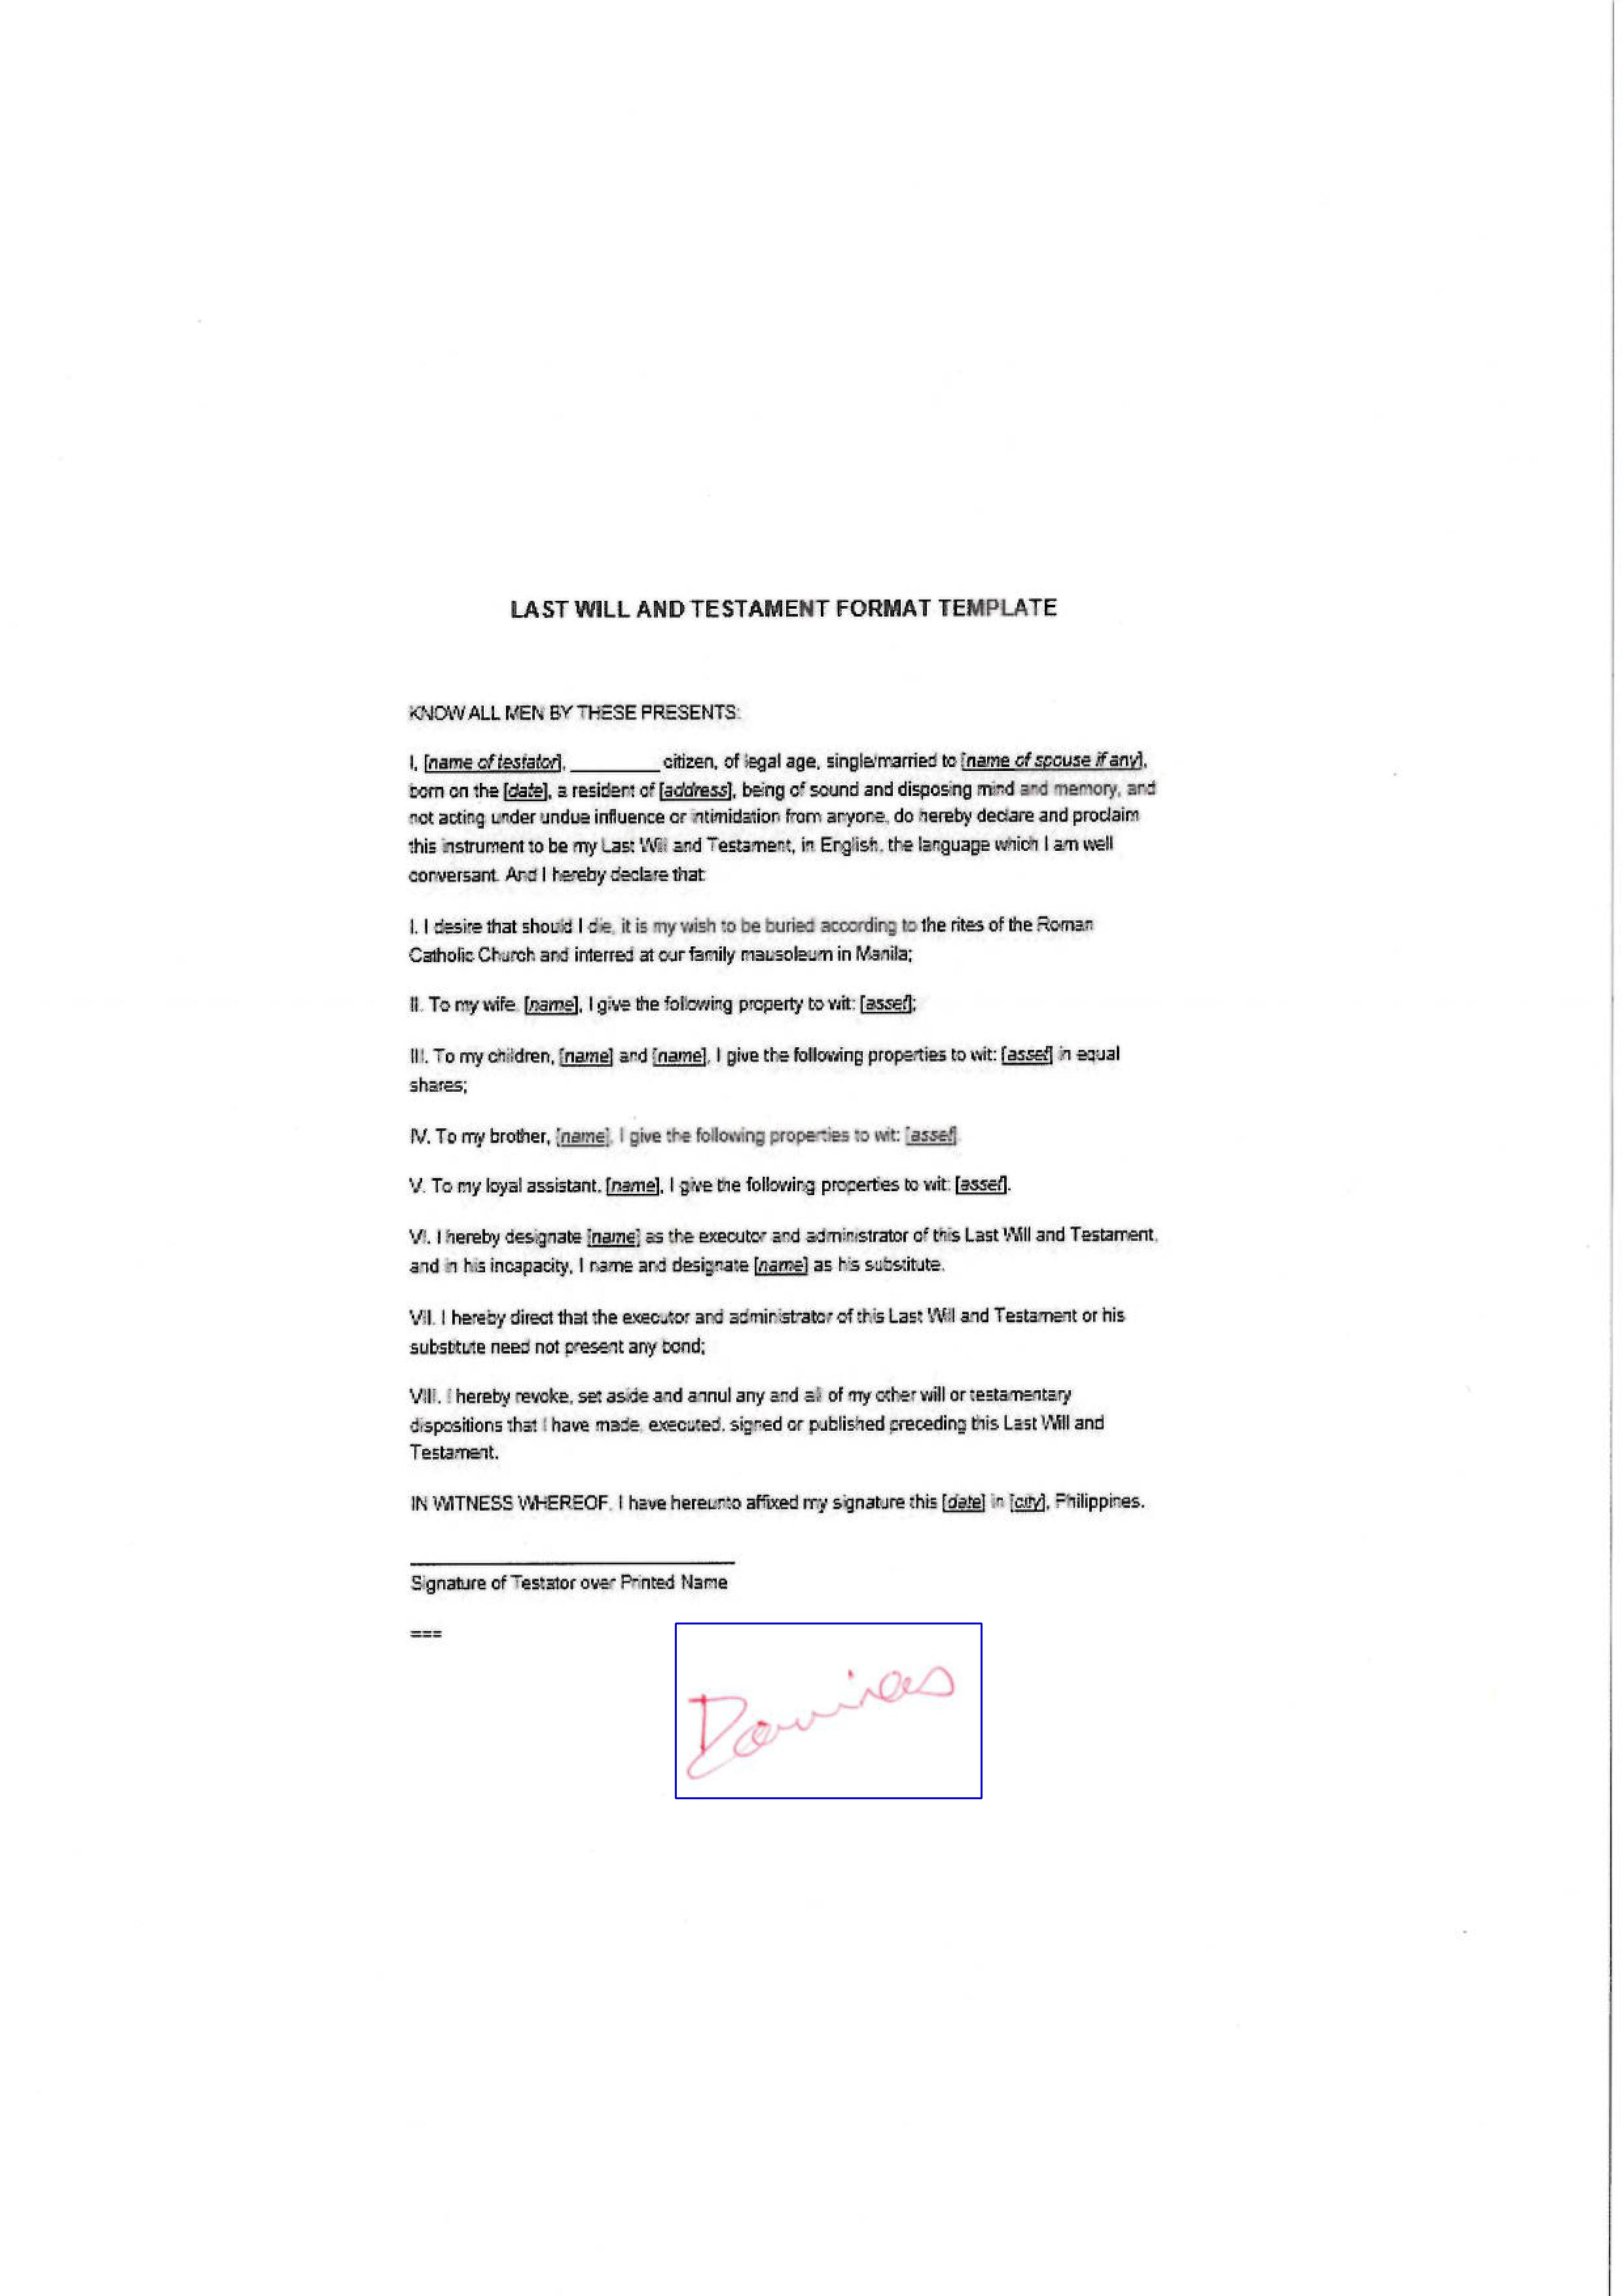 LAST WILL AND TESTAMENT FORMAT TEMPLATE
KNOW ALL MEN BY THESE PRESENTS:
I, [name of testator], _________ citizen, of legal age, single/married to [name of spouse if any],
born on the [date], a resident of [address], being of sound and disposing mind and memory, and
not acting under undue influence or intimidation from anyone, do hereby declare and proclaim
this instrument to be my Last Will and Testament, in English, the language which I am well
conversant. And I hereby declare that:
I. I desire that should I die, it is my wish to be buried according to the rites of the Roman
Catholic Church and interred at our family mausoleum in Manila;
II. To my wife, [name], I give the following property to wit: [asset];
III. To my children, [name] and [name], I give the following properties to wit: [asset] in equal
shares;
IV. To my brother, [name], I give the following properties to wit: [asset].
V. To my loyal assistant, [name], I give the following properties to wit: [asset].
VI. I hereby designate [name] as the executor and administrator of this Last Will and Testament,
and in his incapacity, I name and designate [name] as his substitute.
VII. I hereby direct that the executor and administrator of this Last Will and Testament or his
substitute need not present any bond;
VIII. I hereby revoke, set aside and annul any and all of my other will or testamentary
dispositions that I have made, executed, signed or published preceding this Last Will and
Testament.
IN WITNESS WHEREOF, I have hereunto affixed my signature this [date] in [city], Philippines.
Signature of Testator over Printed Name
===